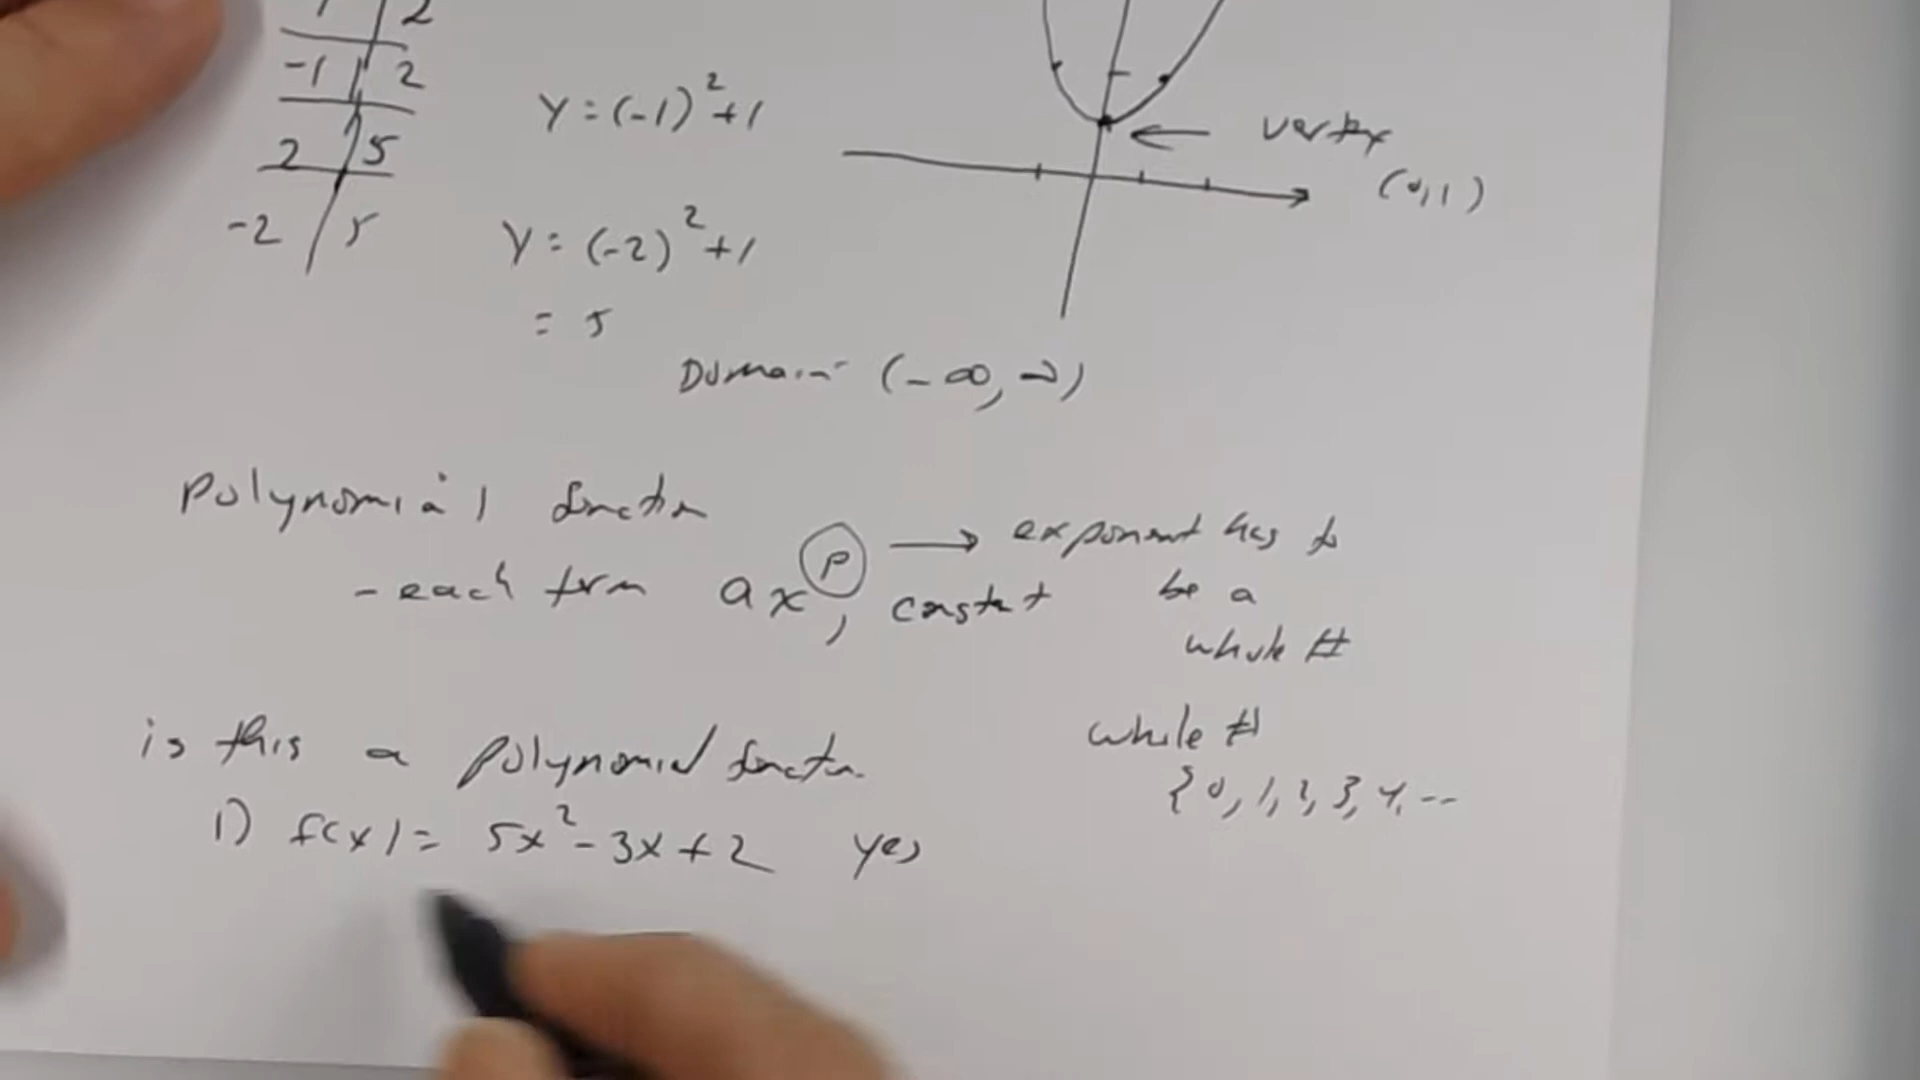 1 | 2
-1 | 2
2 | 5
-2 | 5
y = (-1)²+1
y = (-2)²+1
= 5
vertex
(0,1)
Domain (-∞, ∞)
polynomial function
- each term ax^p, constant
→ exponent has to
be a
whole #
whole #
{0, 1, 2, 3, 4, --
is this a polynomial function
1) f(x) = 5x² - 3x + 2 yes